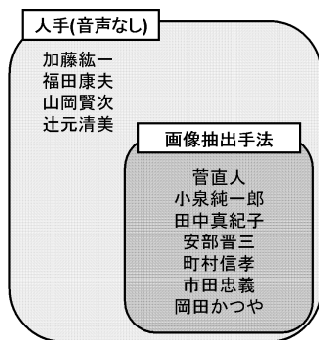 人手(音声なし)
加藤紘一
福田康夫
山岡賢次
辻元清美
画像抽出手法
菅直人
小泉純一郎
田中真紀子
安部晋三
町村信孝
市田忠義
岡田かつや